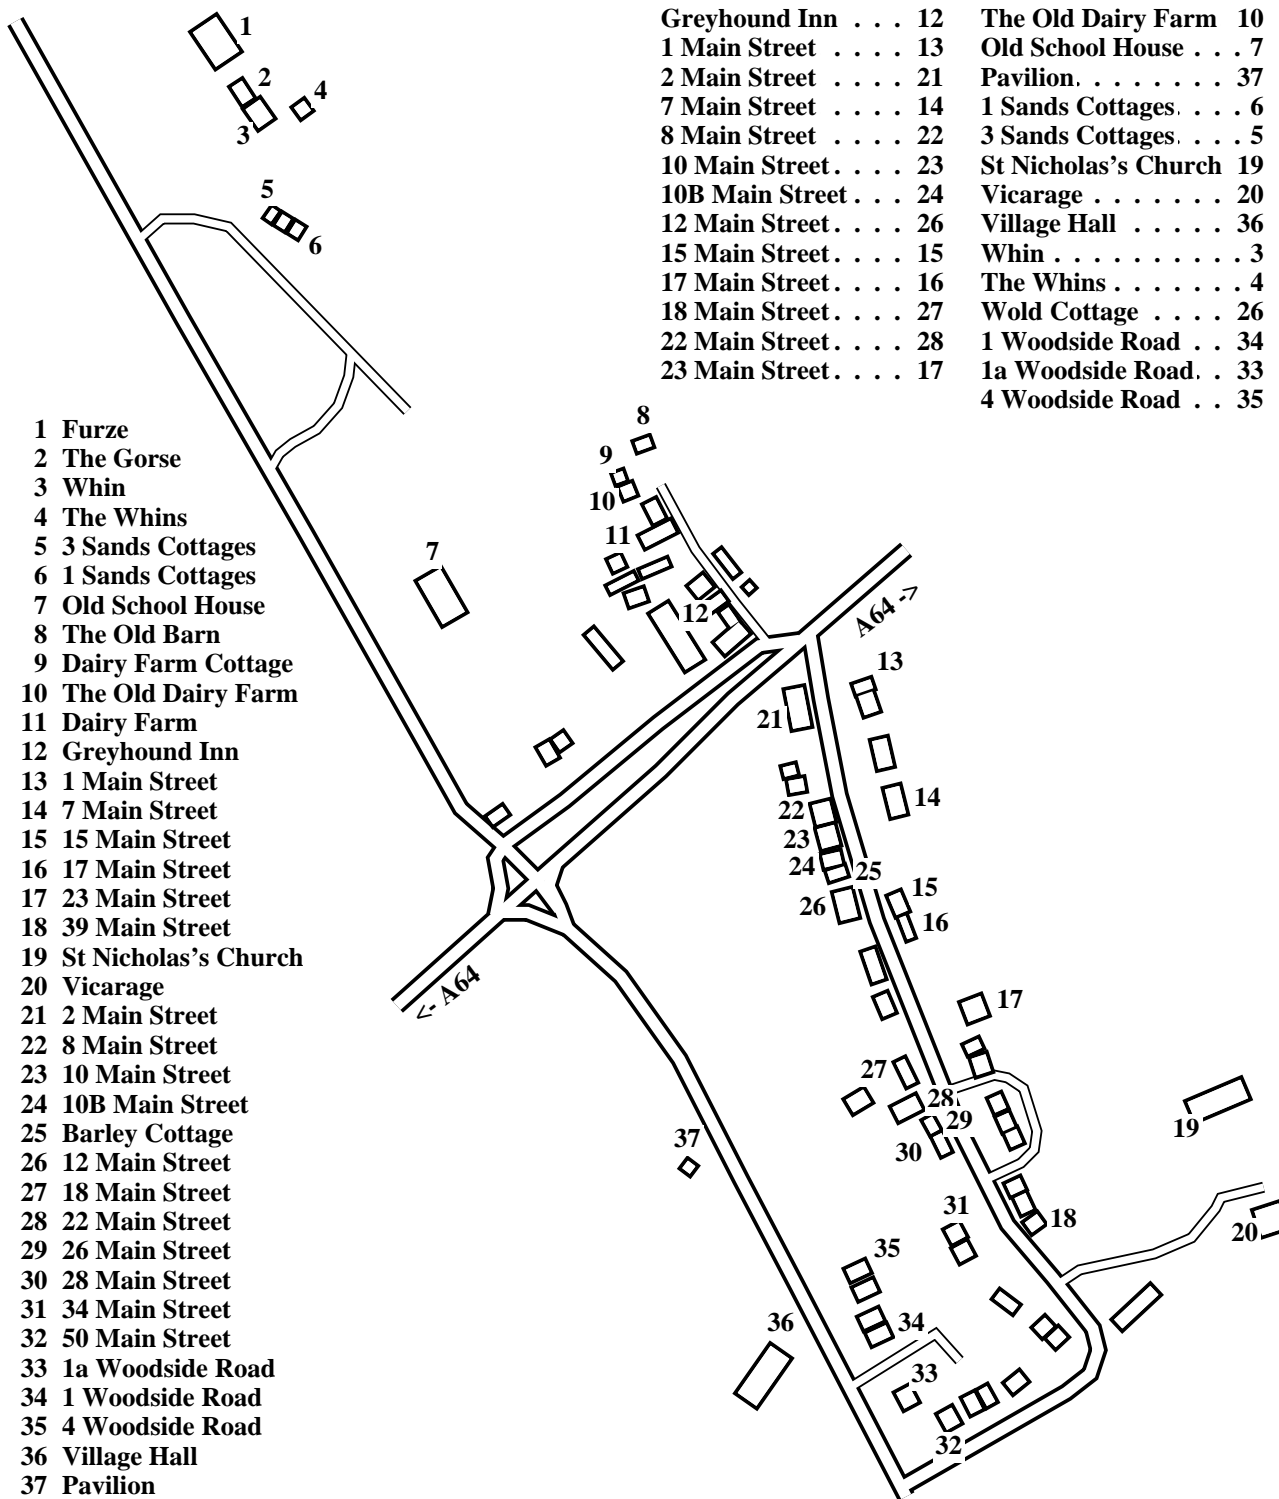 Greyhound Inn . . . 12
1 Main Street . . . . 13
2 Main Street . . . . 21
7 Main Street . . . . 14
8 Main Street . . . . 22
10 Main Street . . . . 23
10B Main Street . . . 24
12 Main Street . . . . 26
15 Main Street . . . . 15
17 Main Street . . . . 16
18 Main Street . . . . 27
22 Main Street . . . . 28
23 Main Street . . . . 17
The Old Dairy Farm 10
Old School House . . . 7
Pavilion. . . . . . . . 37
1 Sands Cottages. . . . 6
3 Sands Cottages. . . . 5
St Nicholas's Church 19
Vicarage . . . . . . . 20
Village Hall . . . . . 36
Whin . . . . . . . . . . 3
The Whins . . . . . . . 4
Wold Cottage . . . . 26
1 Woodside Road . . 34
1a Woodside Road. . 33
4 Woodside Road . . 35
1 Furze
2 The Gorse
3 Whin
4 The Whins
5 3 Sands Cottages
6 1 Sands Cottages
7 Old School House
8 The Old Barn
9 Dairy Farm Cottage
10 The Old Dairy Farm
11 Dairy Farm
12 Greyhound Inn
13 1 Main Street
14 7 Main Street
15 15 Main Street
16 17 Main Street
17 23 Main Street
18 39 Main Street
19 St Nicholas's Church
20 Vicarage
21 2 Main Street
22 8 Main Street
23 10 Main Street
24 10B Main Street
25 Barley Cottage
26 12 Main Street
27 18 Main Street
28 22 Main Street
29 26 Main Street
30 28 Main Street
31 34 Main Street
32 50 Main Street
33 1a Woodside Road
34 1 Woodside Road
35 4 Woodside Road
36 Village Hall
37 Pavilion
1
2
3
4
5
6
7
8
9
10
11
12
A64 ->
13
21
14
22
23
24
25
26
15
16
<- A64
17
27
28
29
30
19
37
31
18
20
35
34
36
33
32